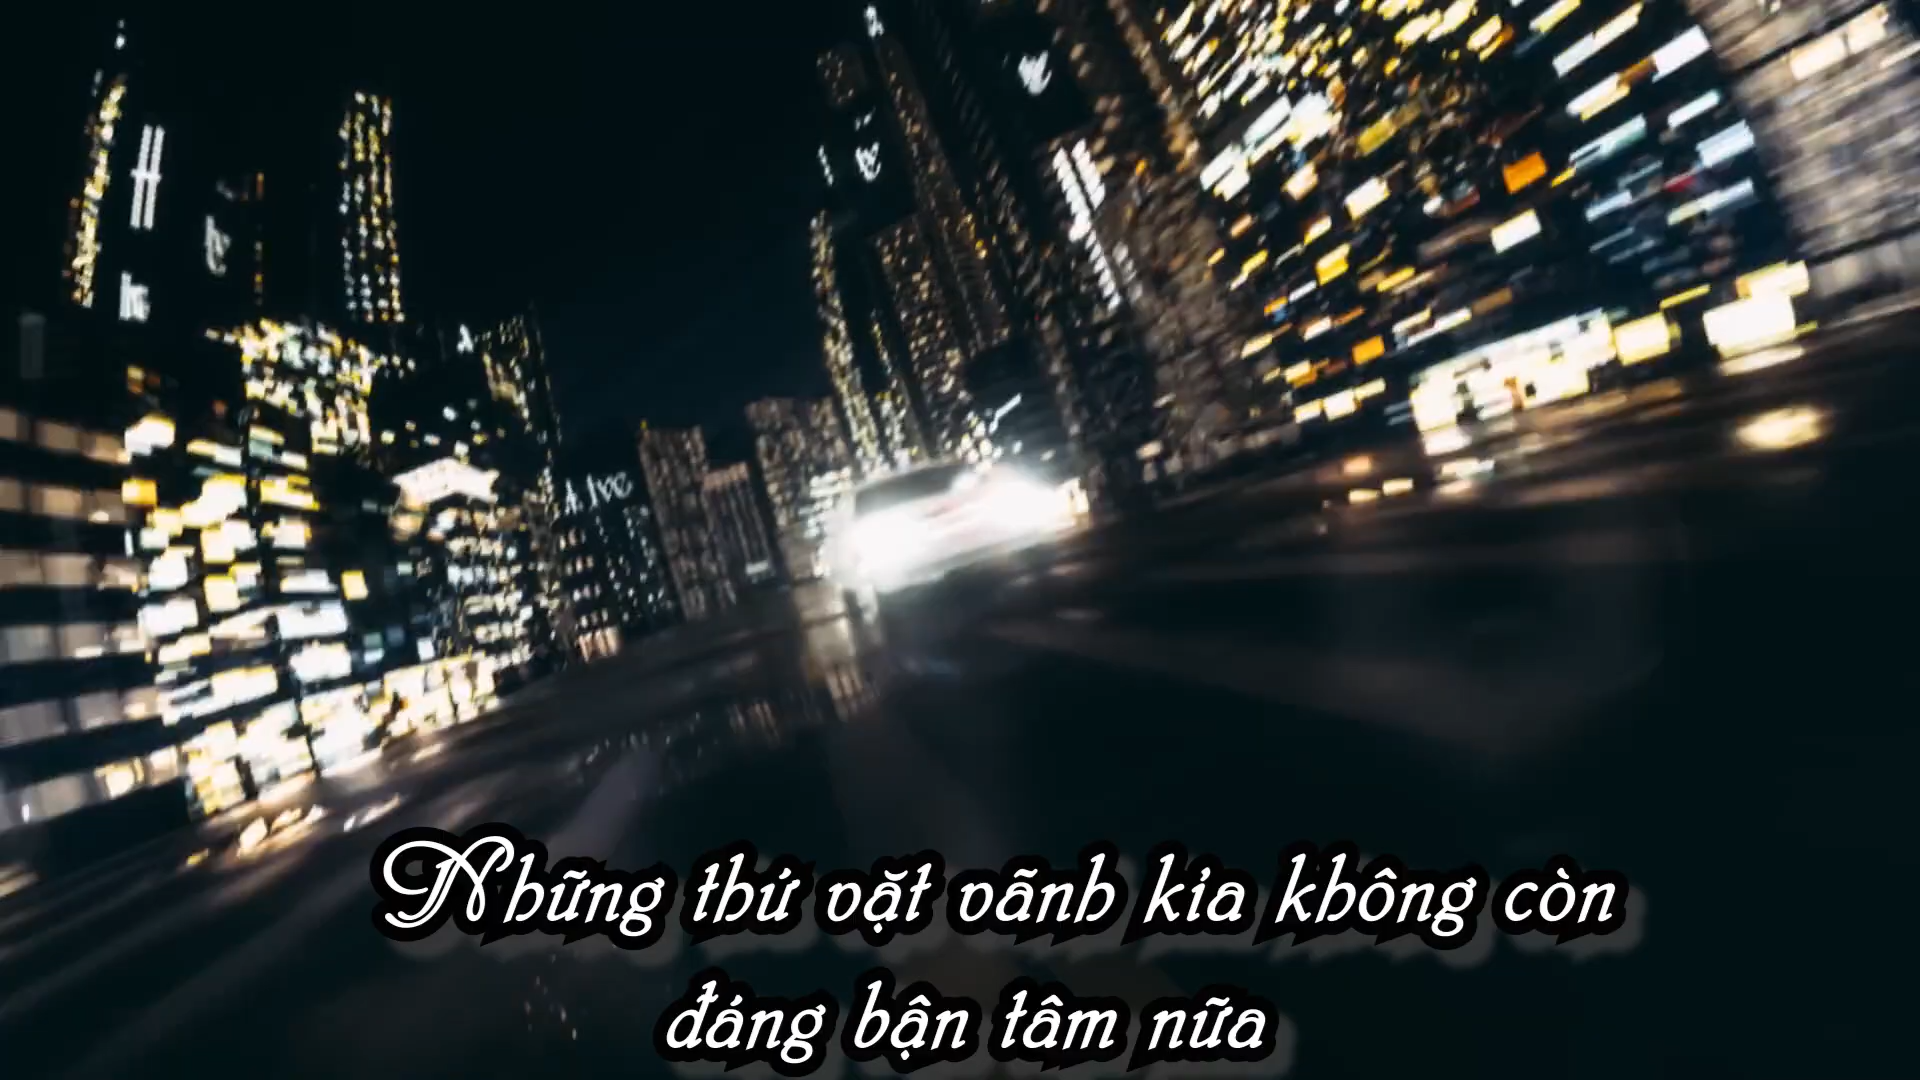 Những thứ vặt vãnh kia không còn
đáng bận tâm nữa